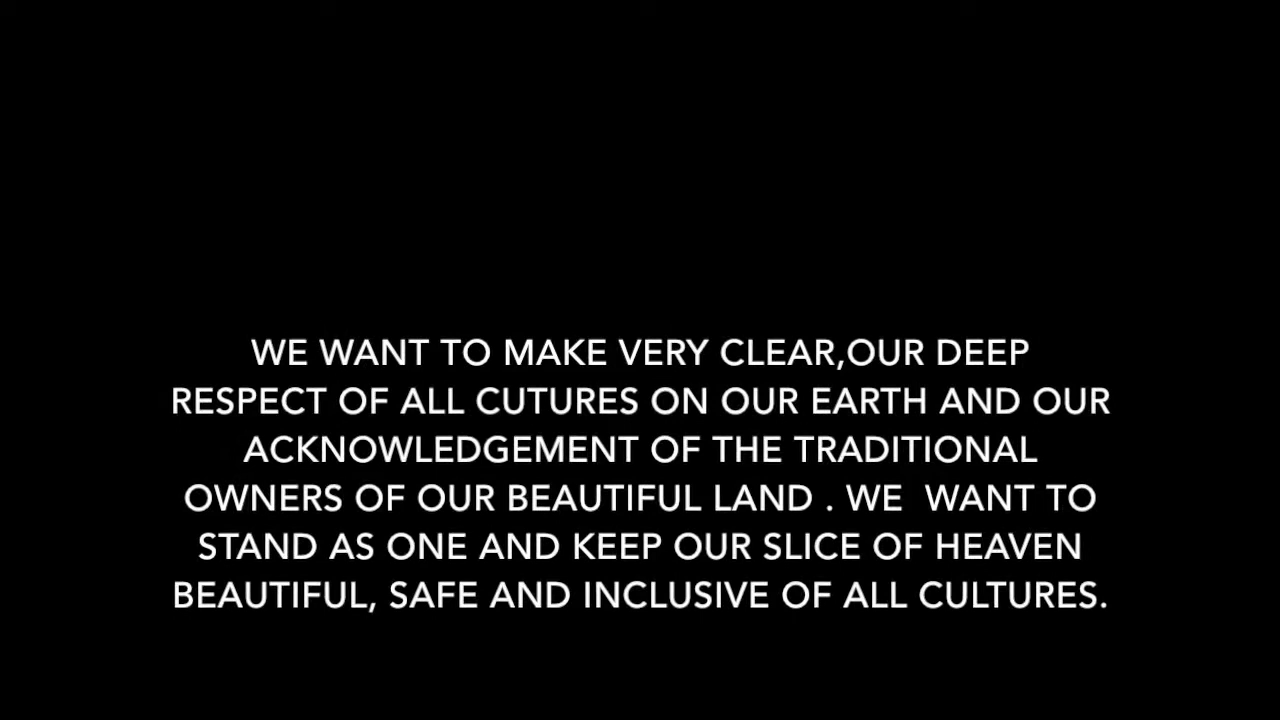 WE WANT TO MAKE VERY CLEAR,OUR DEEP
RESPECT OF ALL CUTURES ON OUR EARTH AND OUR
ACKNOWLEDGEMENT OF THE TRADITIONAL
OWNERS OF OUR BEAUTIFUL LAND . WE  WANT TO
STAND AS ONE AND KEEP OUR SLICE OF HEAVEN
BEAUTIFUL, SAFE AND INCLUSIVE OF ALL CULTURES.